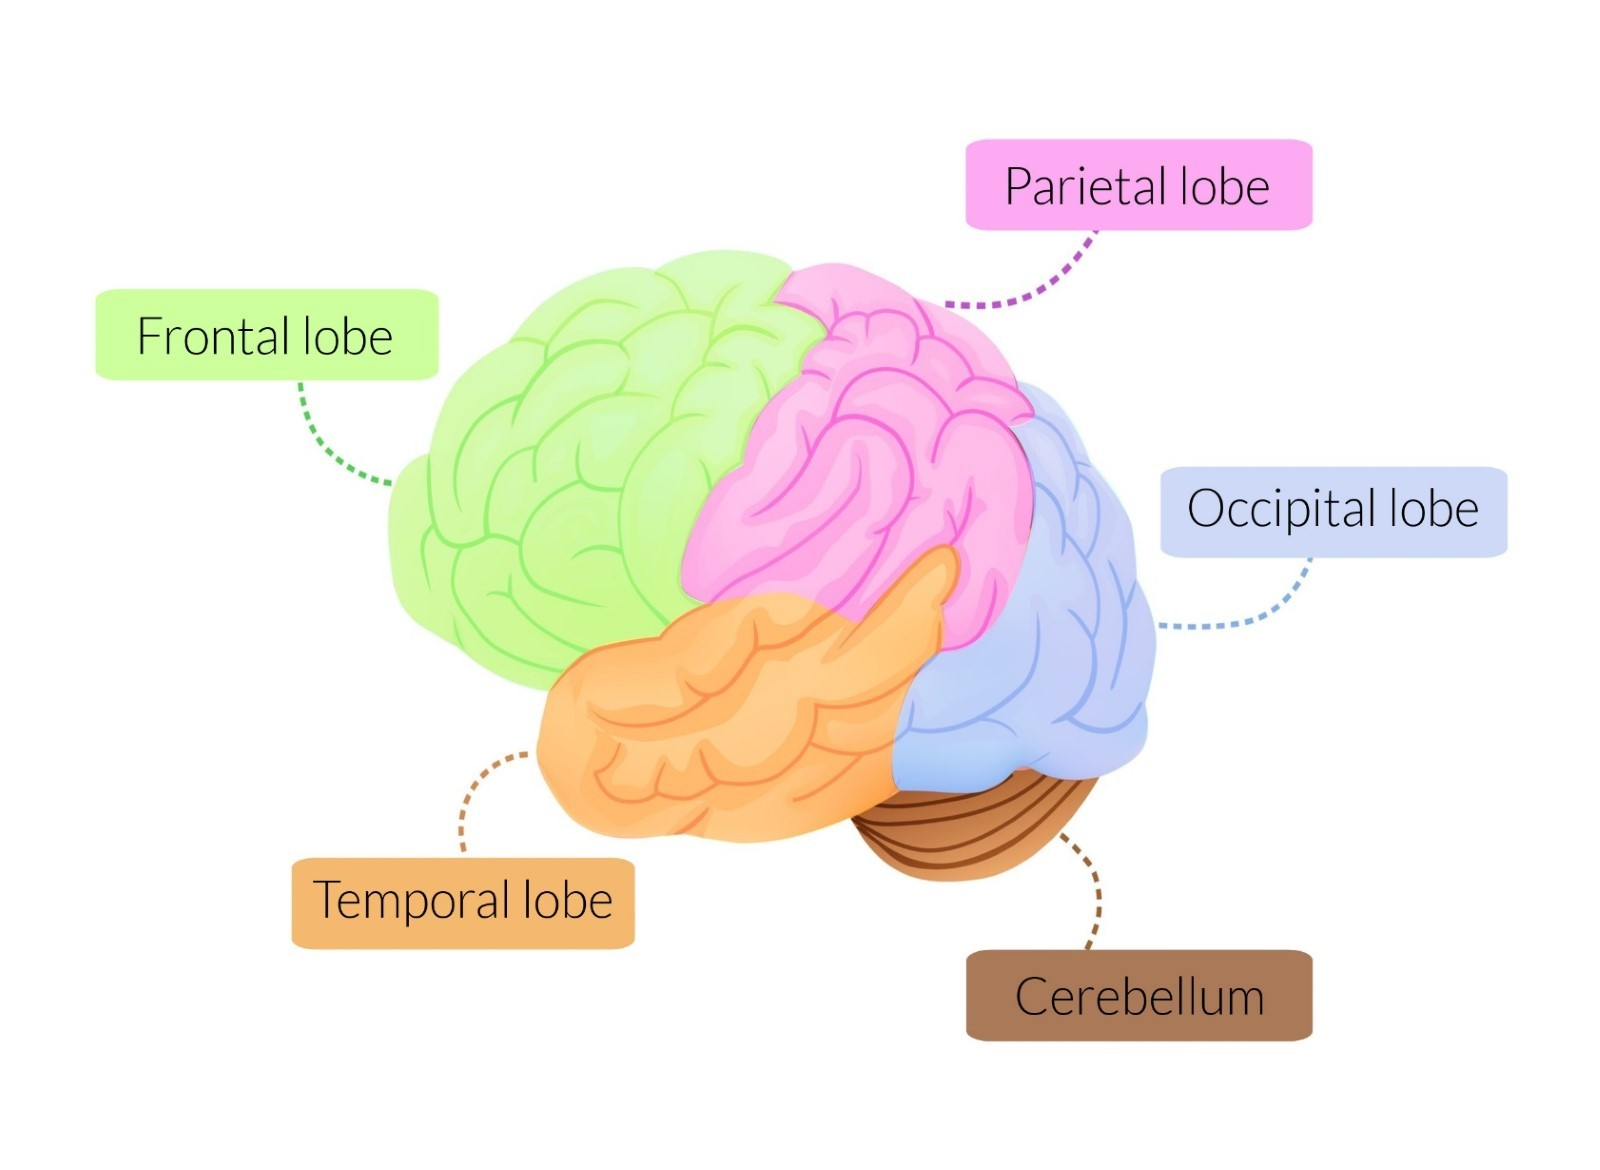 Parietal lobe
Frontal lobe
Occipital lobe
Temporal lobe
Cerebellum